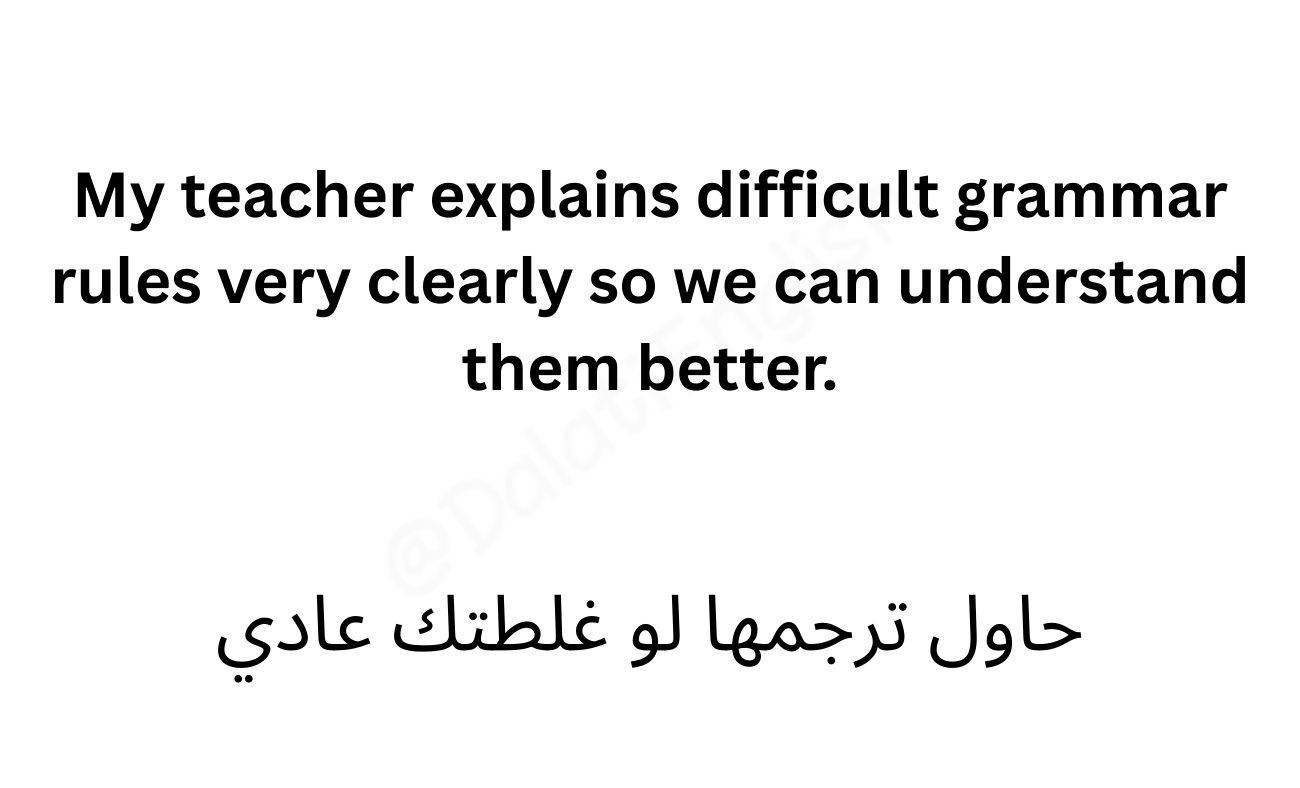 My teacher explains difficult grammar
rules very clearly so we can understand
them better.
@DalatEnglish
حاول ترجمها لو غلطتك عادي